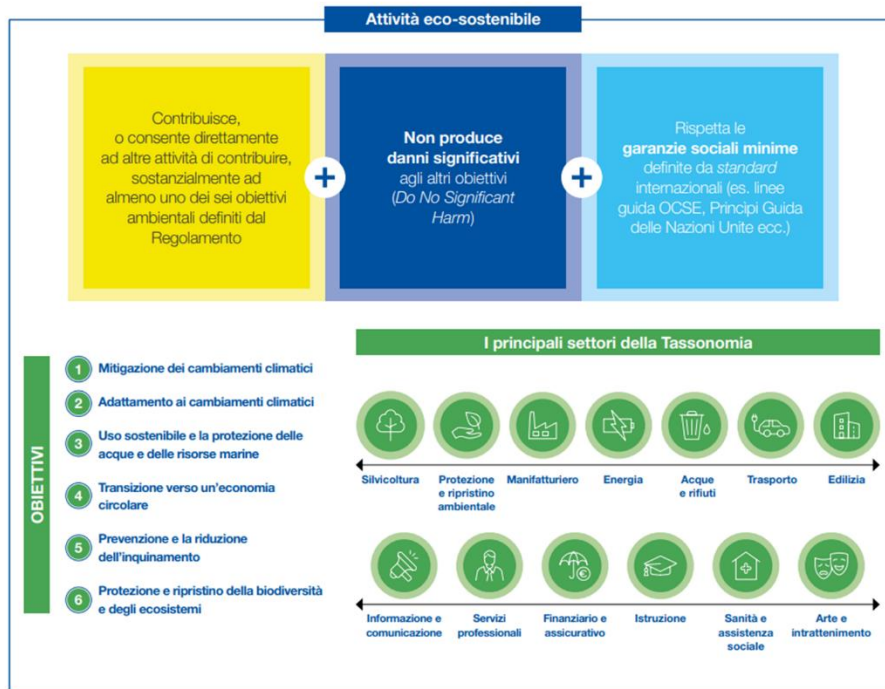 Attività eco-sostenibile
Contribuisce,
o consente direttamente
ad altre attività di contribuire,
sostanzialmente ad
almeno uno dei sei obiettivi
ambientali definiti dal
Regolamento
+
Non produce
danni significativi
agli altri obiettivi
(Do No Significant
Harm)
+
Rispetta le
garanzie sociali minime
definite da standard
internazionali (es. linee
guida OCSE, Principi Guida
delle Nazioni Unite ecc.)
OBIETTIVI
1 Mitigazione dei cambiamenti climatici
2 Adattamento ai cambiamenti climatici
3 Uso sostenibile e la protezione delle
acque e delle risorse marine
4 Transizione verso un'economia
circolare
5 Prevenzione e la riduzione
dell'inquinamento
6 Protezione e ripristino della biodiversità
e degli ecosistemi
I principali settori della Tassonomia
Silvicoltura
Protezione
e ripristino
ambientale
Manifatturiero
Energia
Acque
e rifiuti
Trasporto
Edilizia
€
Informazione e
comunicazione
Servizi
professionali
Finanziario e
assicurativo
Istruzione
Sanità e
assistenza
sociale
Arte e
intrattenimento